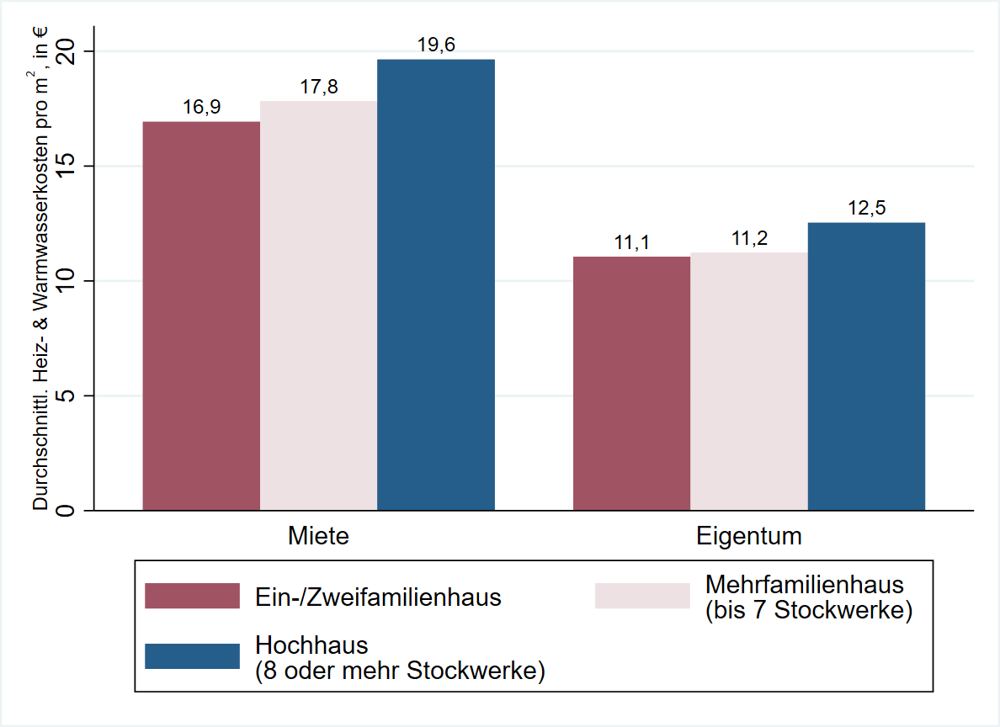 Durchschnittl. Heiz- & Warmwasserkosten pro m², in €
20
15
10
5
0
16,9
17,8
19,6
11,1
11,2
12,5
Miete
Eigentum
Ein-/Zweifamilienhaus
Mehrfamilienhaus
(bis 7 Stockwerke)
Hochhaus
(8 oder mehr Stockwerke)